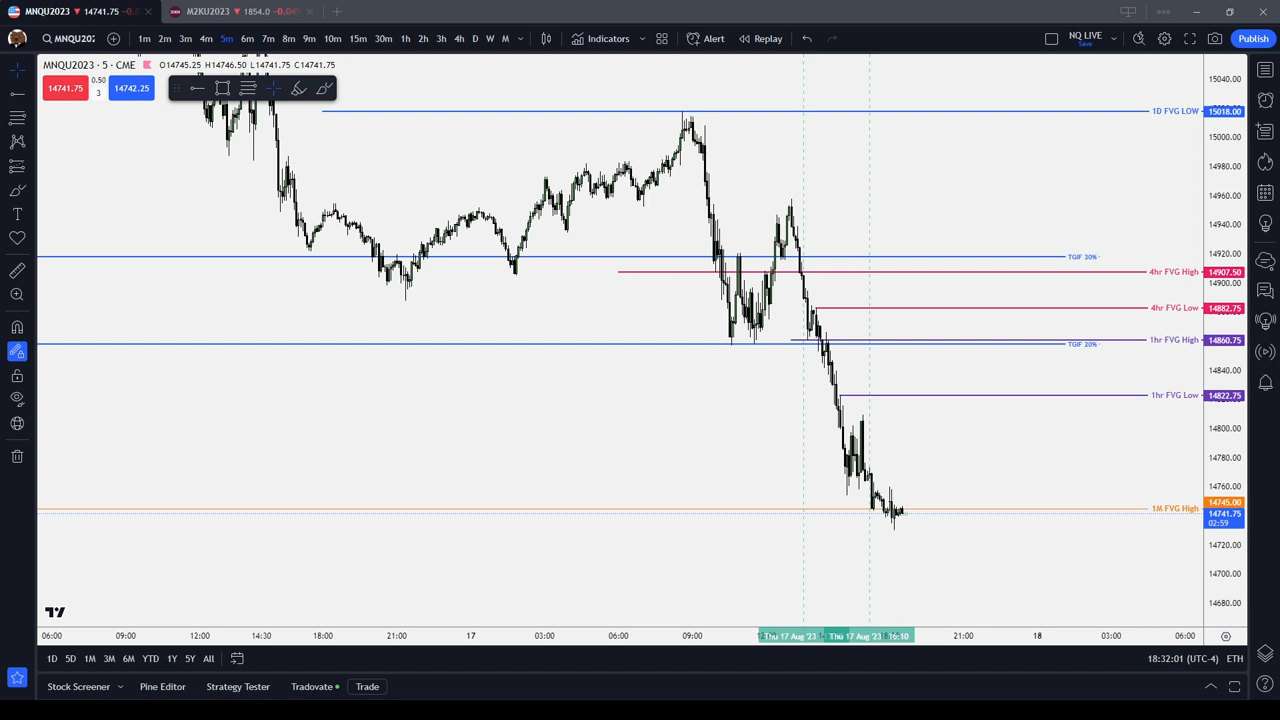 MNQU2023 14741.75 -0.
M2KU2023 1854.0 -0.04%
MNQU202 1m 2m 3m 4m 5m 6m 7m 8m 9m 10m 15m 30m 1h 2h 3h 4h D W M Indicators Alert Replay NQ LIVE Save Publish
MNQU2023 · 5 · CME O14745.25 H14746.50 L14741.75 C14741.75
14741.75 0.50 3 14742.25
15040.00
1D FVG LOW 15018.00
15000.00
14980.00
14960.00
14940.00
14920.00
TGIF 30%
4hr FVG High 14907.50
14900.00
4hr FVG Low 14882.75
1hr FVG High 14860.75
TGIF 20%
14840.00
1hr FVG Low 14822.75
14800.00
14780.00
14760.00
14745.00
1M FVG High
14741.75
02:59
14720.00
14700.00
14680.00
06:00 09:00 12:00 14:30 18:00 21:00 17 03:00 06:00 09:00 Thu 17 Aug '23 Thu 17 Aug '23 16:10 21:00 18 03:00 06:00
1D 5D 1M 3M 6M YTD 1Y 5Y All 18:32:01 (UTC-4) ETH
Stock Screener Pine Editor Strategy Tester Tradovate Trade